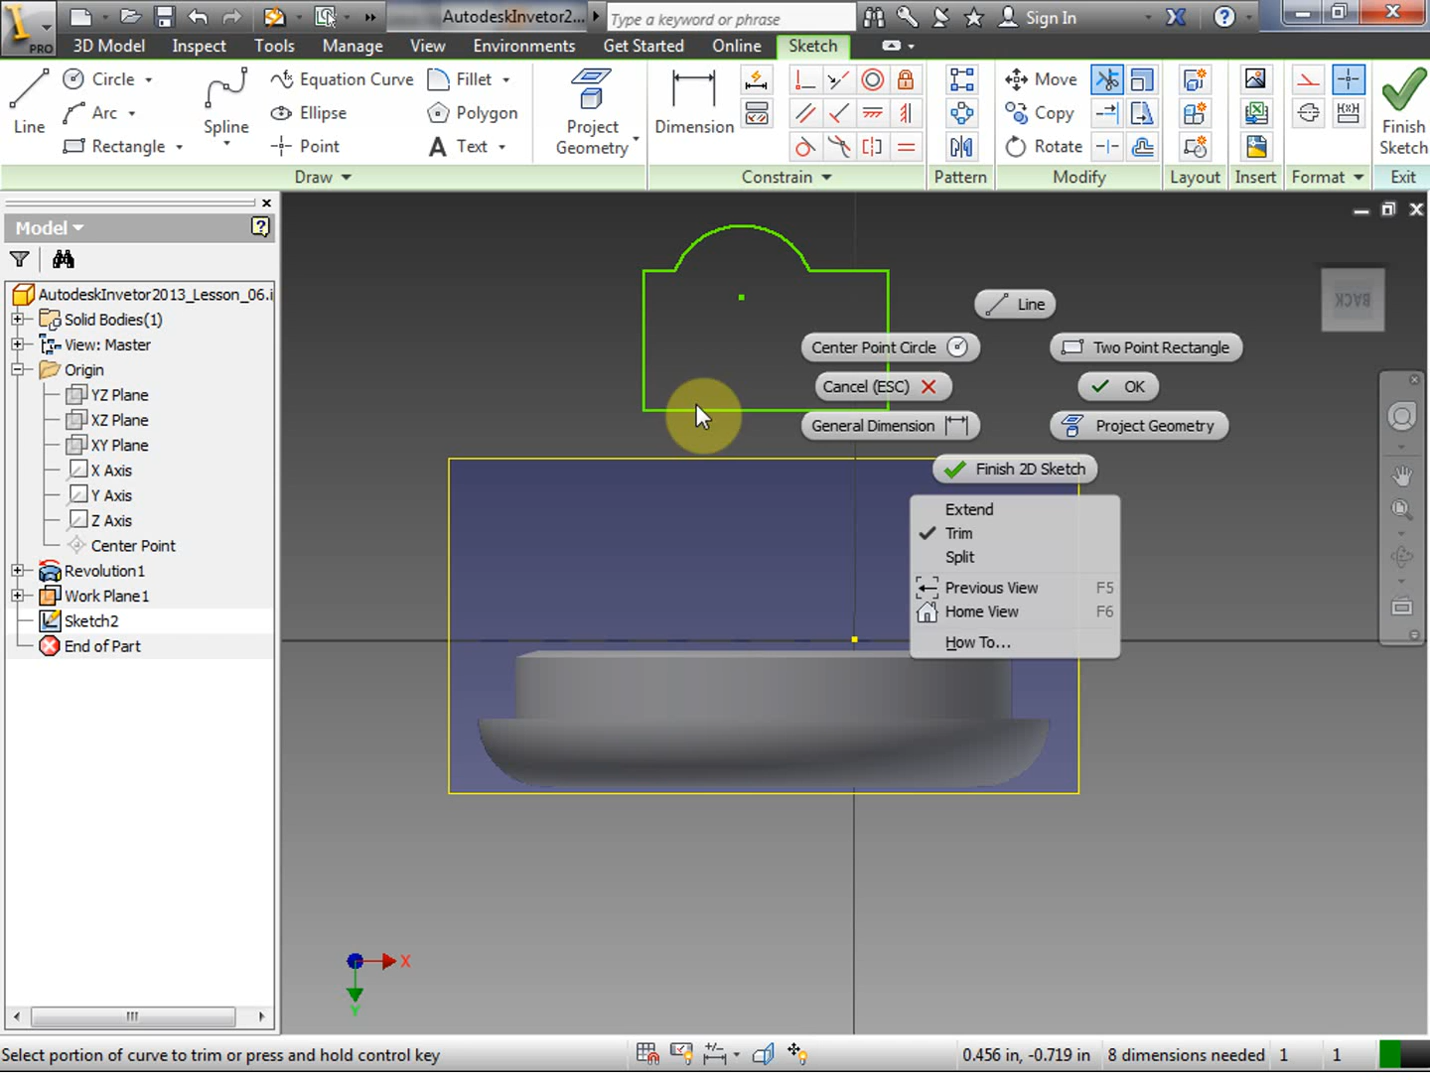 PRO
AutodeskInvetor2...
Type a keyword or phrase
Sign In
3D Model
Inspect
Tools
Manage
View
Environments
Get Started
Online
Sketch
Line
Circle
Arc
Rectangle
Spline
Equation Curve
Ellipse
Point
Fillet
Polygon
A Text
Project
Geometry
Dimension
Move
Copy
Rotate
Finish
Sketch
Draw
Constrain
Pattern
Modify
Layout
Insert
Format
Exit
Model
AutodeskInvetor2013_Lesson_06.i
Solid Bodies(1)
View: Master
Origin
YZ Plane
XZ Plane
XY Plane
X Axis
Y Axis
Z Axis
Center Point
Revolution1
Work Plane1
Sketch2
End of Part
BACK
Line
Center Point Circle
Two Point Rectangle
Cancel (ESC)
OK
General Dimension
Project Geometry
Finish 2D Sketch
Extend
Trim
Split
Previous View F5
Home View F6
How To...
X
Y
Select portion of curve to trim or press and hold control key
0.456 in, -0.719 in
8 dimensions needed
1
1